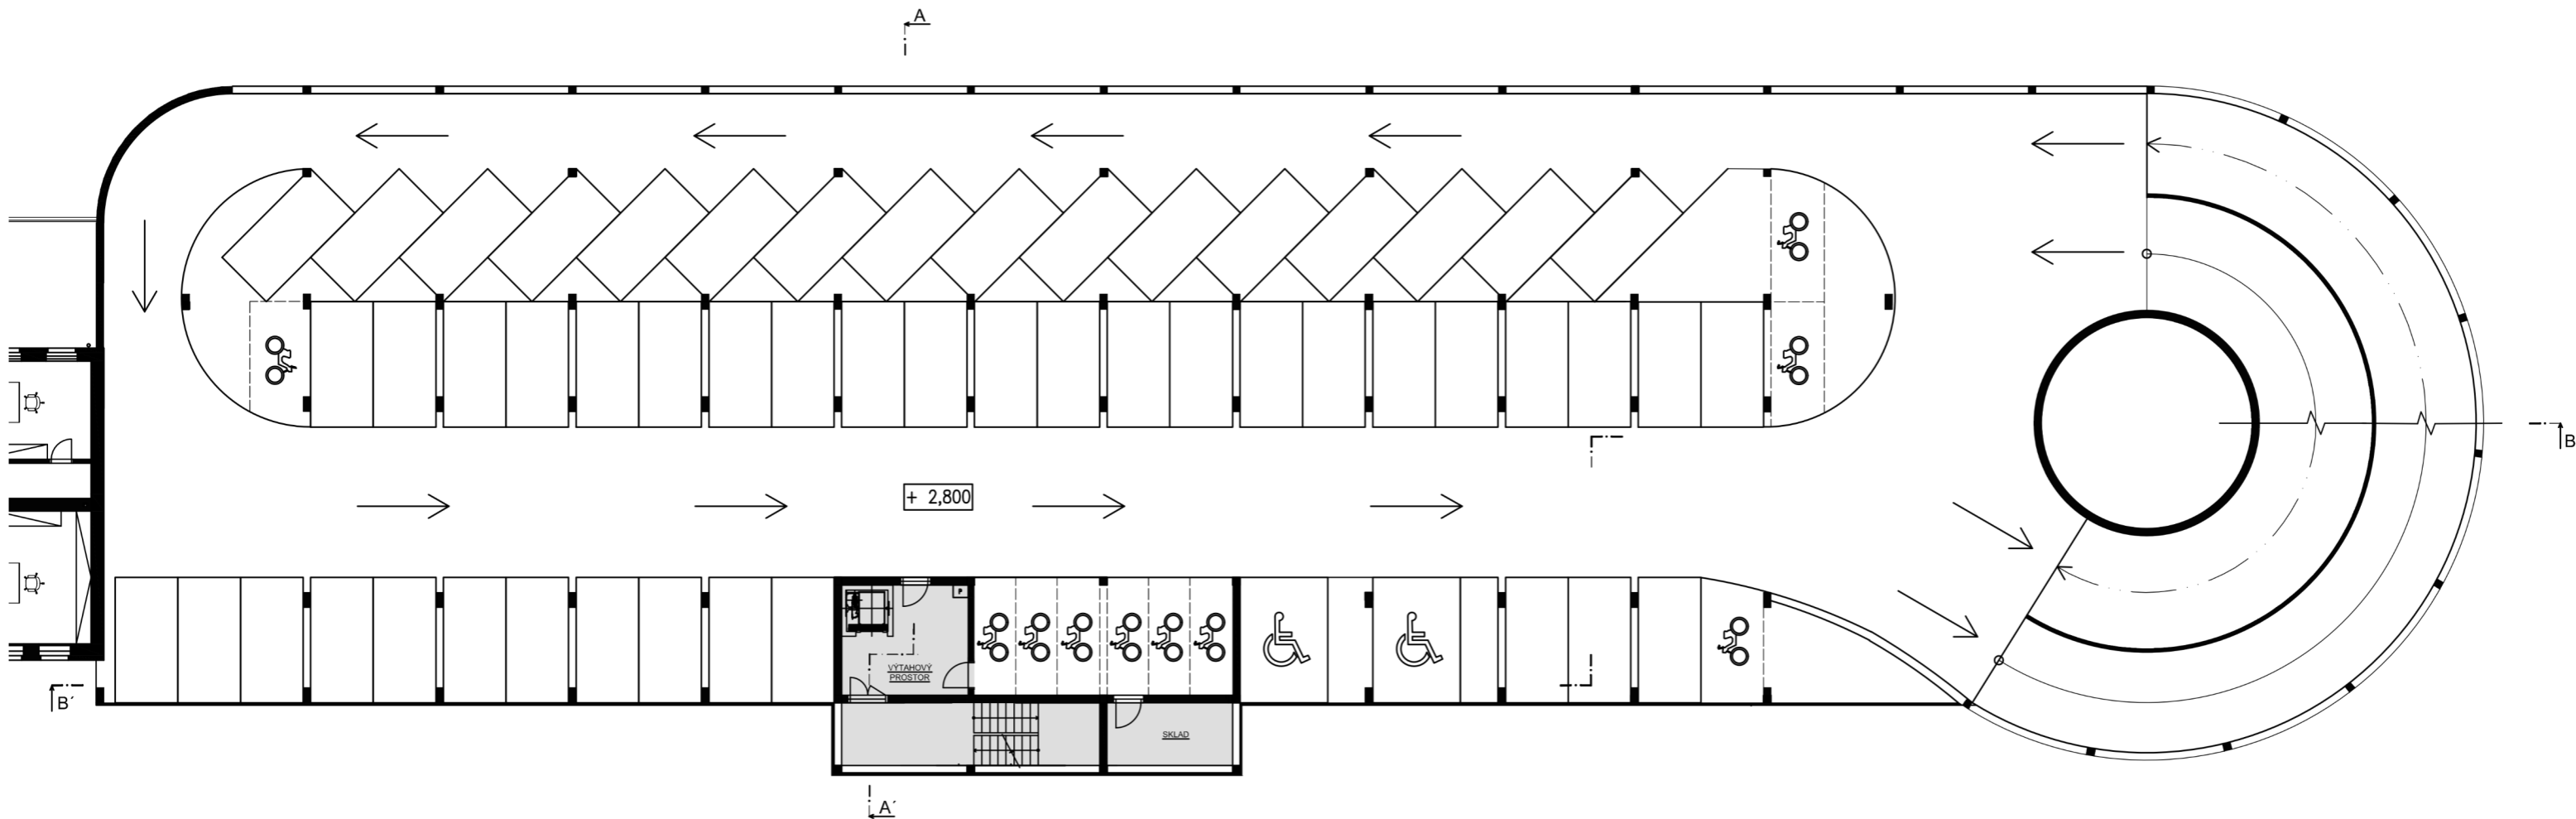 A
B
+ 2,800
P
VÝTAHOVÝ
PROSTOR
B´
SKLAD
A´